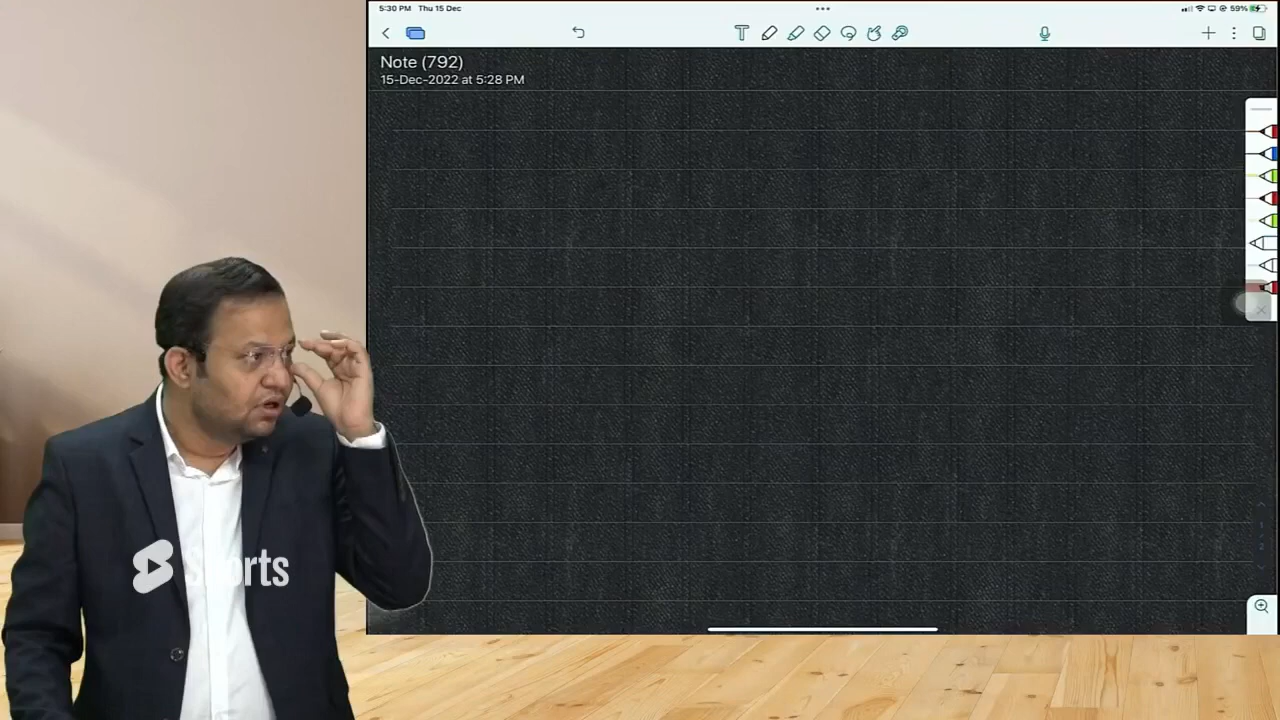 5:30 PM Thu 15 Dec
59%
Note (792)
15-Dec-2022 at 5:28 PM
Shorts